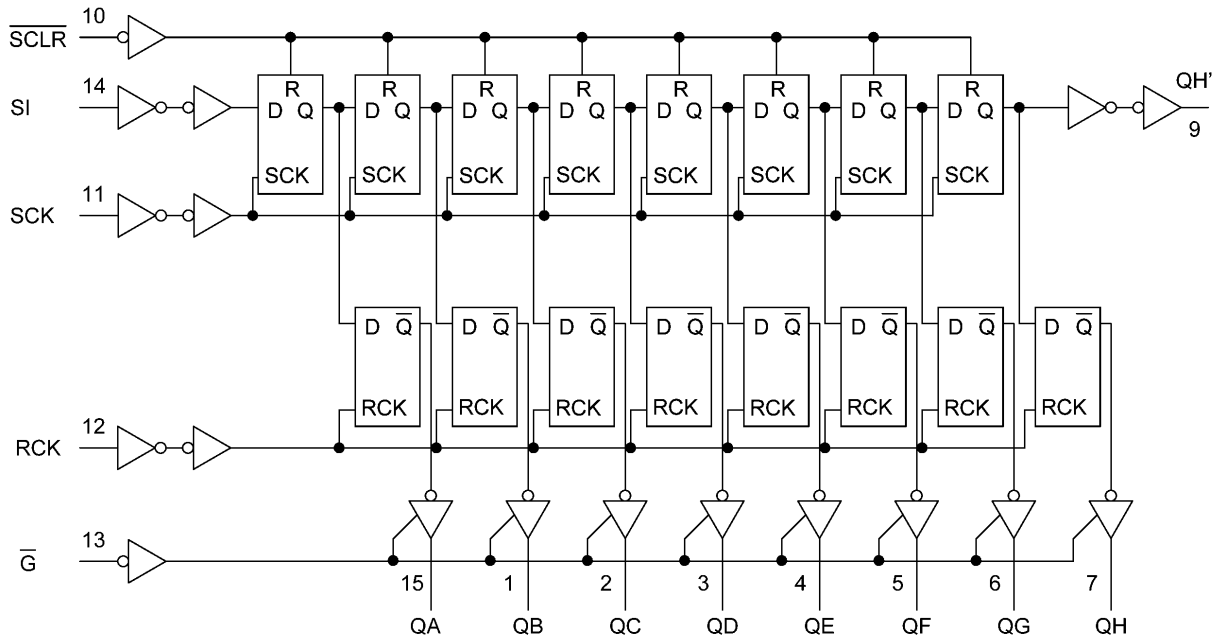 10
SCLR
R R R R R R R R
14
SI
D Q D Q D Q D Q D Q D Q D Q D Q
QH’
9
SCK SCK SCK SCK SCK SCK SCK SCK
11
SCK
D Q D Q D Q D Q D Q D Q D Q D Q
RCK RCK RCK RCK RCK RCK RCK RCK
12
RCK
13
G
15 1 2 3 4 5 6 7
QA QB QC QD QE QF QG QH